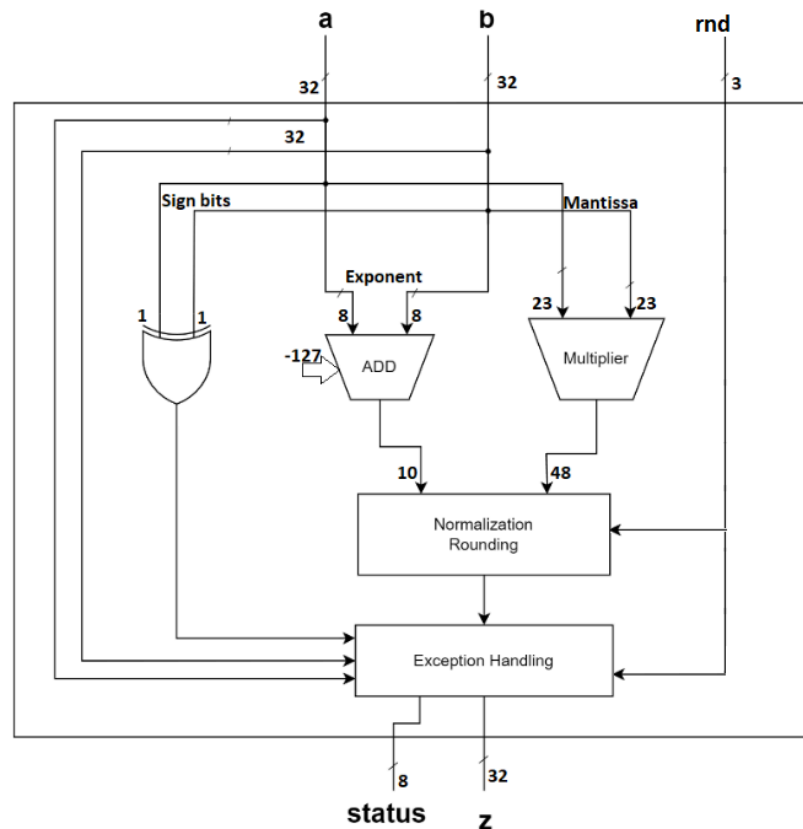 a b rnd
32 32 3
32
Sign bits Mantissa
Exponent
1 1 8 8 23 23
-127 ADD Multiplier
10 48
Normalization
Rounding
Exception Handling
8 32
status z